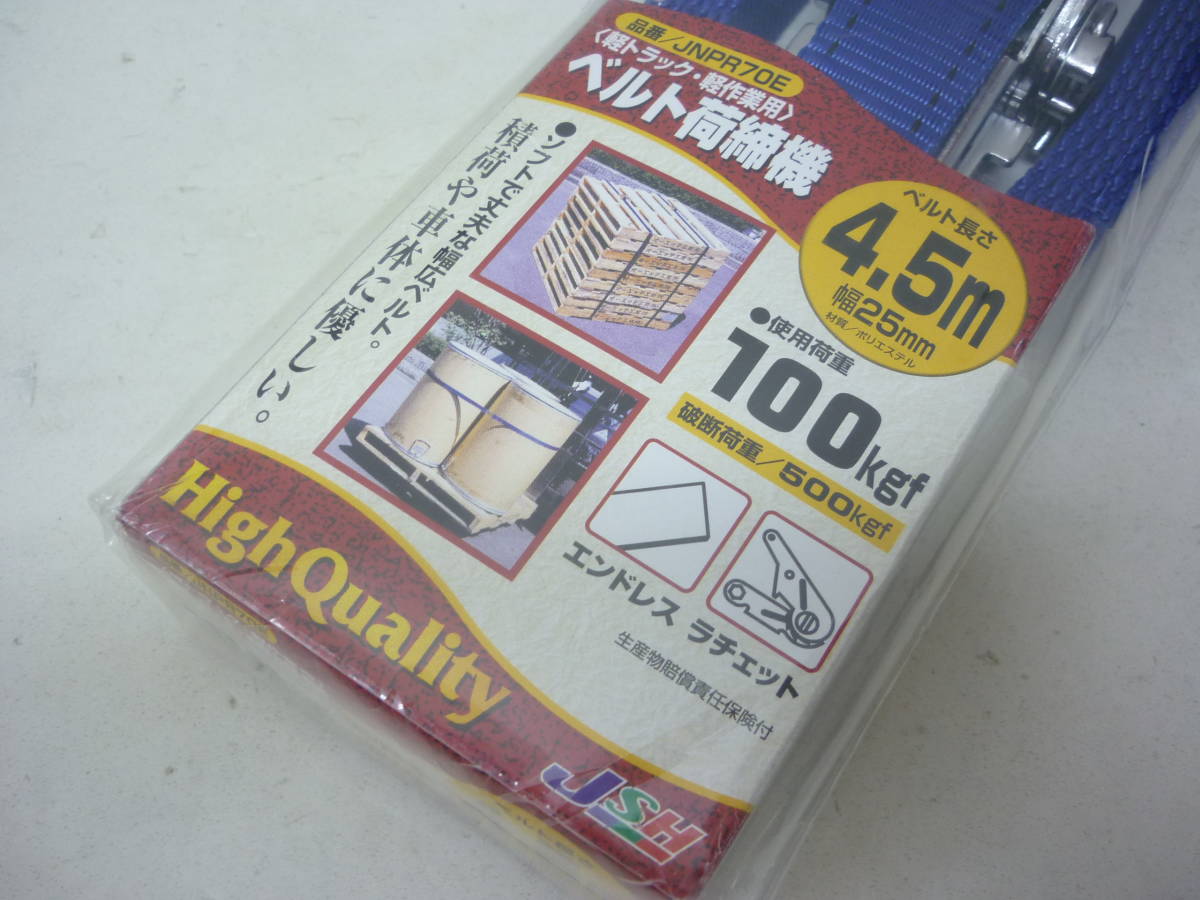 品番/JNPR70E
〈軽トラック・軽作業用〉
ベルト荷締機
ベルト長さ
4.5m
幅25mm
材質/ポリエステル
●ソフトで丈夫な幅広ベルト。
積荷や車体に優しい。
●使用荷重
100kgf
破断荷重/500kgf
エンドレス ラチェット
生産物賠償責任保険付
HighQuality
JSH